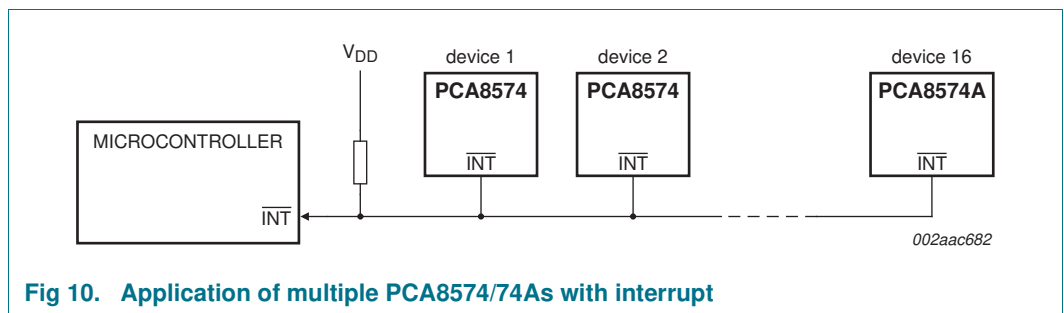 V_DD
device 1
device 2
device 16
PCA8574
PCA8574
PCA8574A
MICROCONTROLLER
INT
INT
INT
INT
002aac682
Fig 10. Application of multiple PCA8574/74As with interrupt